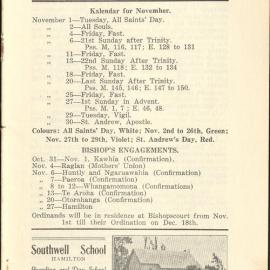 Kalendar for November.
November 1—Tuesday, All Saints' Day.
„ 2—All Souls.
„ 4—Friday, Fast.
„ 6—21st Sunday after Trinity.
Pss. M, 116, 117; E. 128 to 131
„ 11—Friday, Fast.
„ 13—22nd Sunday after Trinity.
Pss. M, 118; E. 132 to 134
„ 18—Friday, Fast.
„ 20—Last Sunday after Trinity.
Pss. M, 145, 146; E. 147 to 150.
„ 25—Friday, Fast.
„ 27—1st Sunday in Advent.
Pss. M, 1, 7; E. 46, 48.
„ 29—Tuesday, Vigil.
„ 30—St. Andrew, Apostle.
Colours: All Saints' Day, White; Nov. 2nd to 26th, Green;
Nov. 27th to 29th, Violet; St. Andrew's Day, Red.
BISHOP'S ENGAGEMENTS.
Oct. 31—Nov. 1, Kawhia (Confirmation).
Nov. 4—Raglan (Mothers' Union)
Nov. 6—Huntly and Ngaruawahia (Confirmation)
„ 7—Paeroa (Confirmation)
„ 8 to 12—Whangamomona (Confirmations)
„ 13—Te Aroha (Confirmation)
„ 20—Otorohanga (Confirmation)
„ 27—Hamilton
Ordinands will be in residence at Bishopscourt from Nov.
1st till their Ordination on Dec. 18th.
Southwell School
HAMILTON
Boarding and Day School